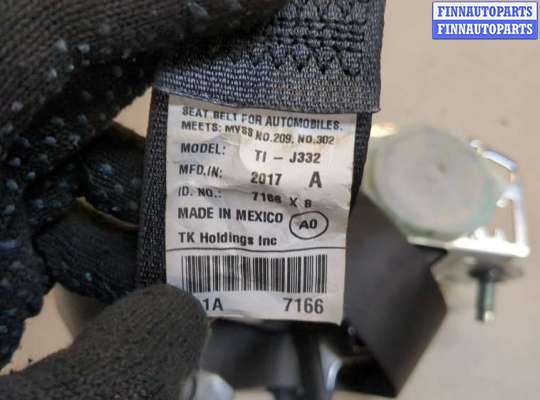 FINNAUTOPARTS
FINNAUTOPARTS
SEAT BELT FOR AUTOMOBILES.
MEETS: MVSS NO.209, NO.302
MODEL: TI - J332
MFD,IN: 2017 A
ID. NO.: 7166 X 8
MADE IN MEXICO A0
TK Holdings Inc
1A 7166